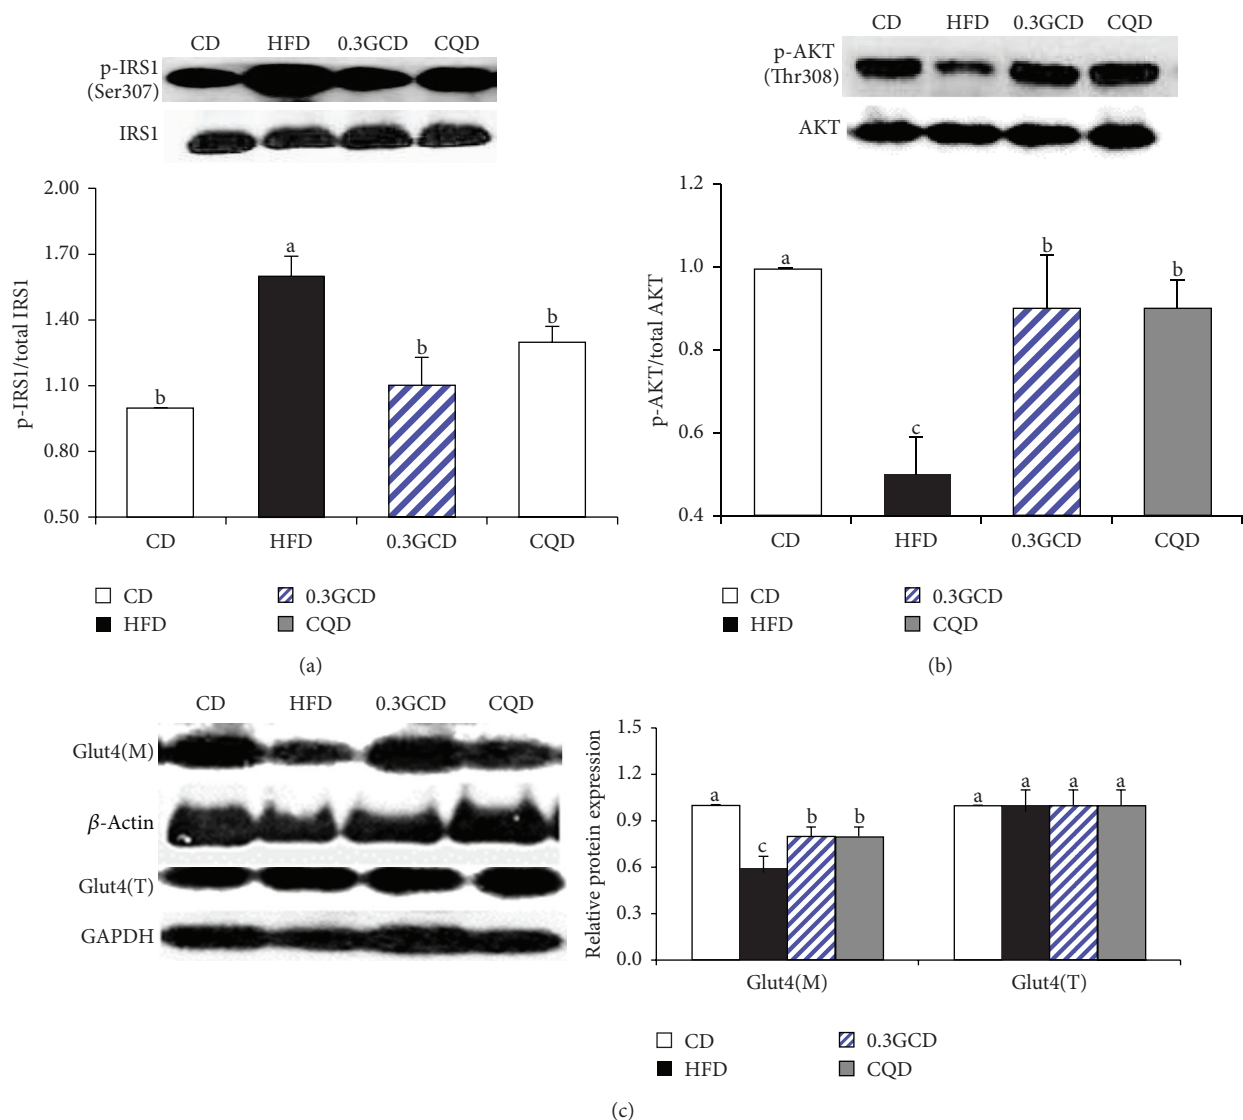 CD HFD 0.3GCD CQD
p-IRS1
(Ser307)
IRS1
2.00
1.70
1.40
1.10
0.80
0.50
p-IRS1/total IRS1
b
a
b
b
CD HFD 0.3GCD CQD
CD 0.3GCD
HFD CQD
(a)
CD HFD 0.3GCD CQD
p-AKT
(Thr308)
AKT
1.2
1.0
0.8
0.6
0.4
p-AKT/total AKT
a
c
b
b
CD HFD 0.3GCD CQD
CD 0.3GCD
HFD CQD
(b)
CD HFD 0.3GCD CQD
Glut4(M)
β-Actin
Glut4(T)
GAPDH
1.5
1.2
0.9
0.6
0.3
0.0
Relative protein expression
a
c
b
b
a
a
a
a
Glut4(M) Glut4(T)
CD 0.3GCD
HFD CQD
(c)